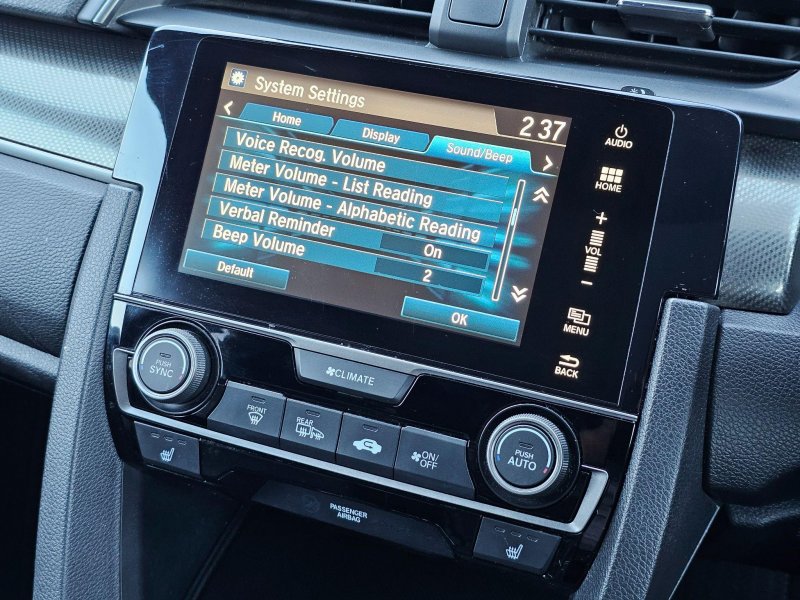 System Settings
2 37
Home
Display
Sound/Beep
Voice Recog. Volume
Meter Volume - List Reading
Meter Volume - Alphabetic Reading
Verbal Reminder On
Beep Volume 2
Default
OK
AUDIO
HOME
+
VOL
-
MENU
BACK
PUSH
SYNC
CLIMATE
FRONT
REAR
ON/
OFF
PUSH
AUTO
PASSENGER
AIRBAG